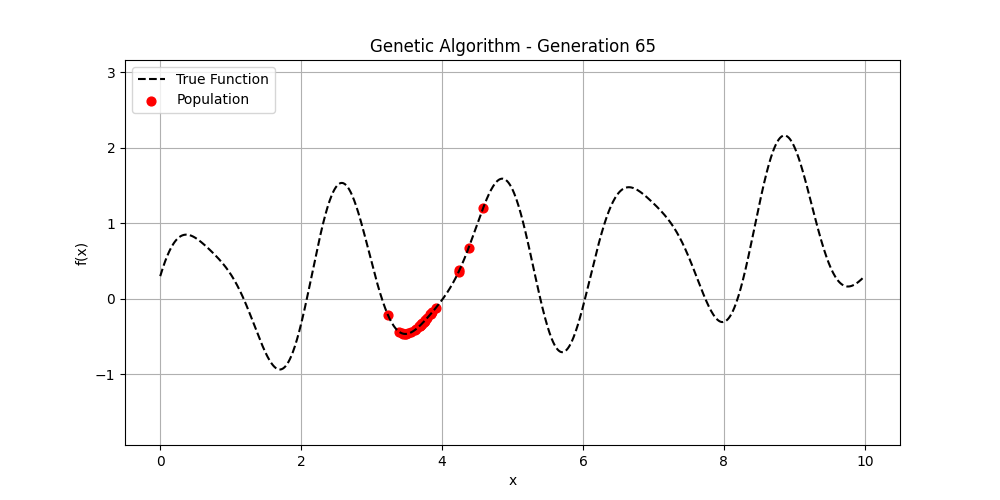 Genetic Algorithm - Generation 65
True Function
Population
f(x)
3
2
1
0
−1
0 2 4 6 8 10
x